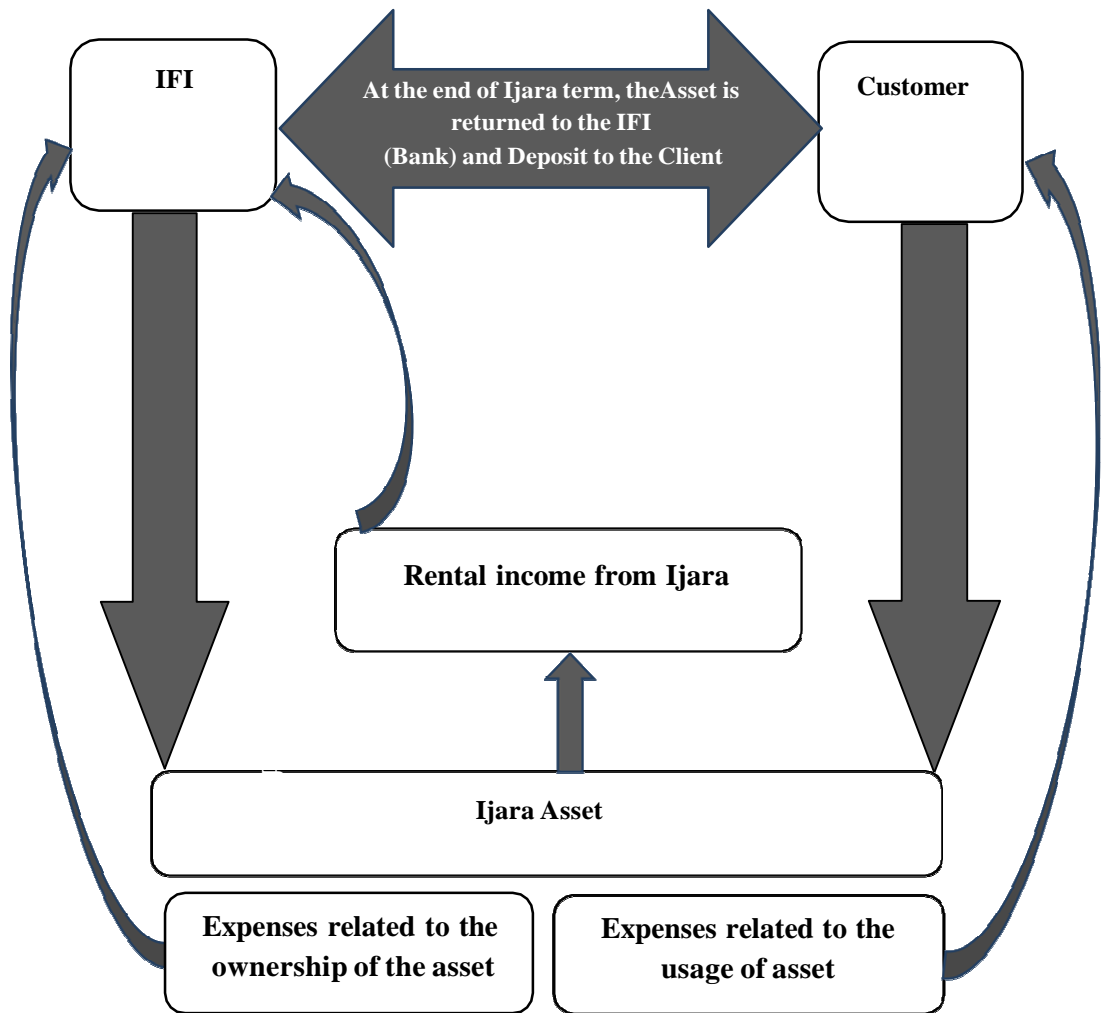 IFI
At the end of Ijara term, theAsset is
returned to the IFI
(Bank) and Deposit to the Client
Customer
Rental income from Ijara
Ijara Asset
Expenses related to the
ownership of the asset
Expenses related to the
usage of asset